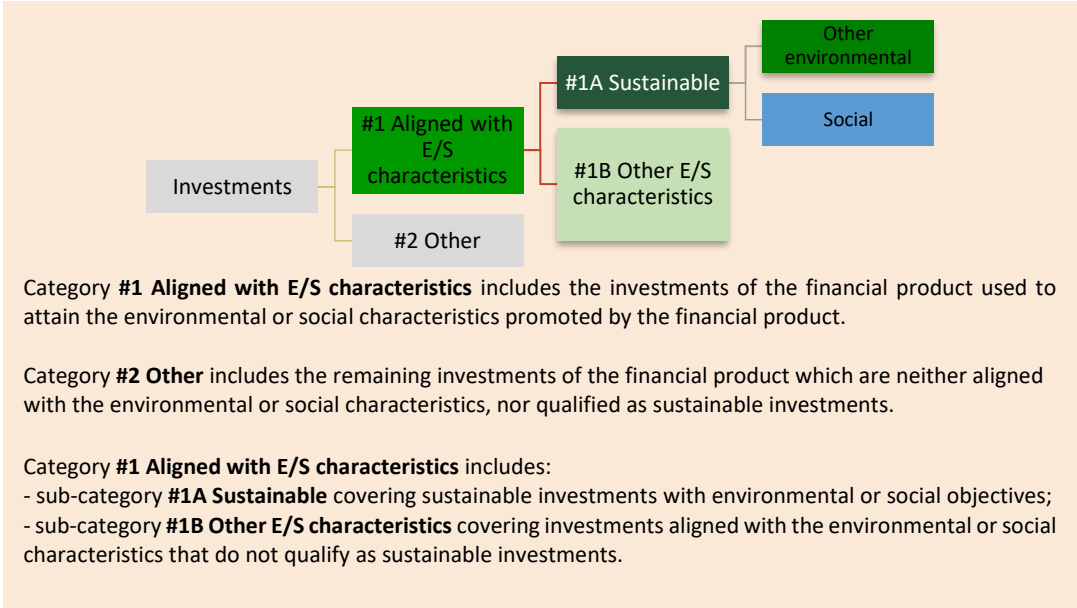 Other
environmental
#1A Sustainable
Social
#1 Aligned with
E/S
characteristics
#1B Other E/S
characteristics
Investments
#2 Other
Category #1 Aligned with E/S characteristics includes the investments of the financial product used to
attain the environmental or social characteristics promoted by the financial product.
Category #2 Other includes the remaining investments of the financial product which are neither aligned
with the environmental or social characteristics, nor qualified as sustainable investments.
Category #1 Aligned with E/S characteristics includes:
- sub-category #1A Sustainable covering sustainable investments with environmental or social objectives;
- sub-category #1B Other E/S characteristics covering investments aligned with the environmental or social
characteristics that do not qualify as sustainable investments.